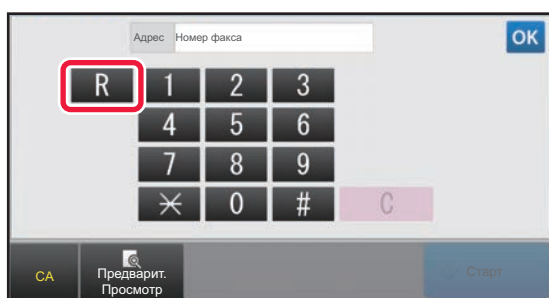 Адрес Номер факса OK
R 1 2 3
4 5 6
7 8 9
* 0 # C
CA Предварит. Просмотр Старт